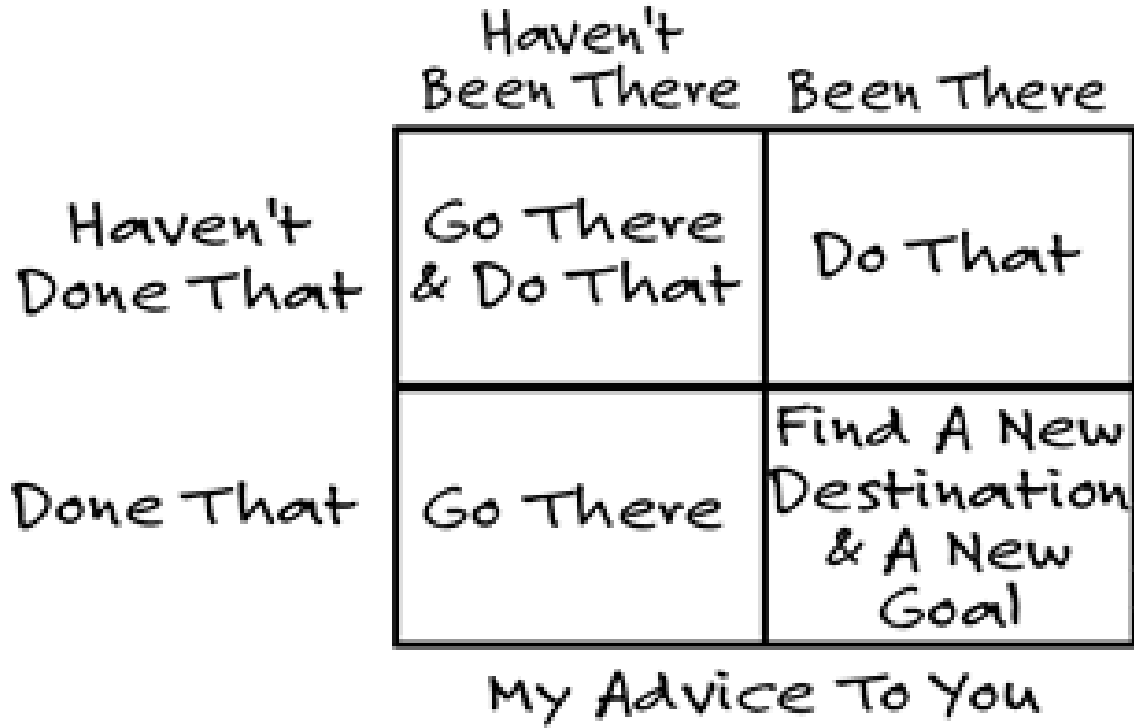 Haven't
Been There
Been There
Haven't
Done That
Go There
& Do That
Do That
Done That
Go There
Find A New
Destination
& A New
Goal
My Advice To You